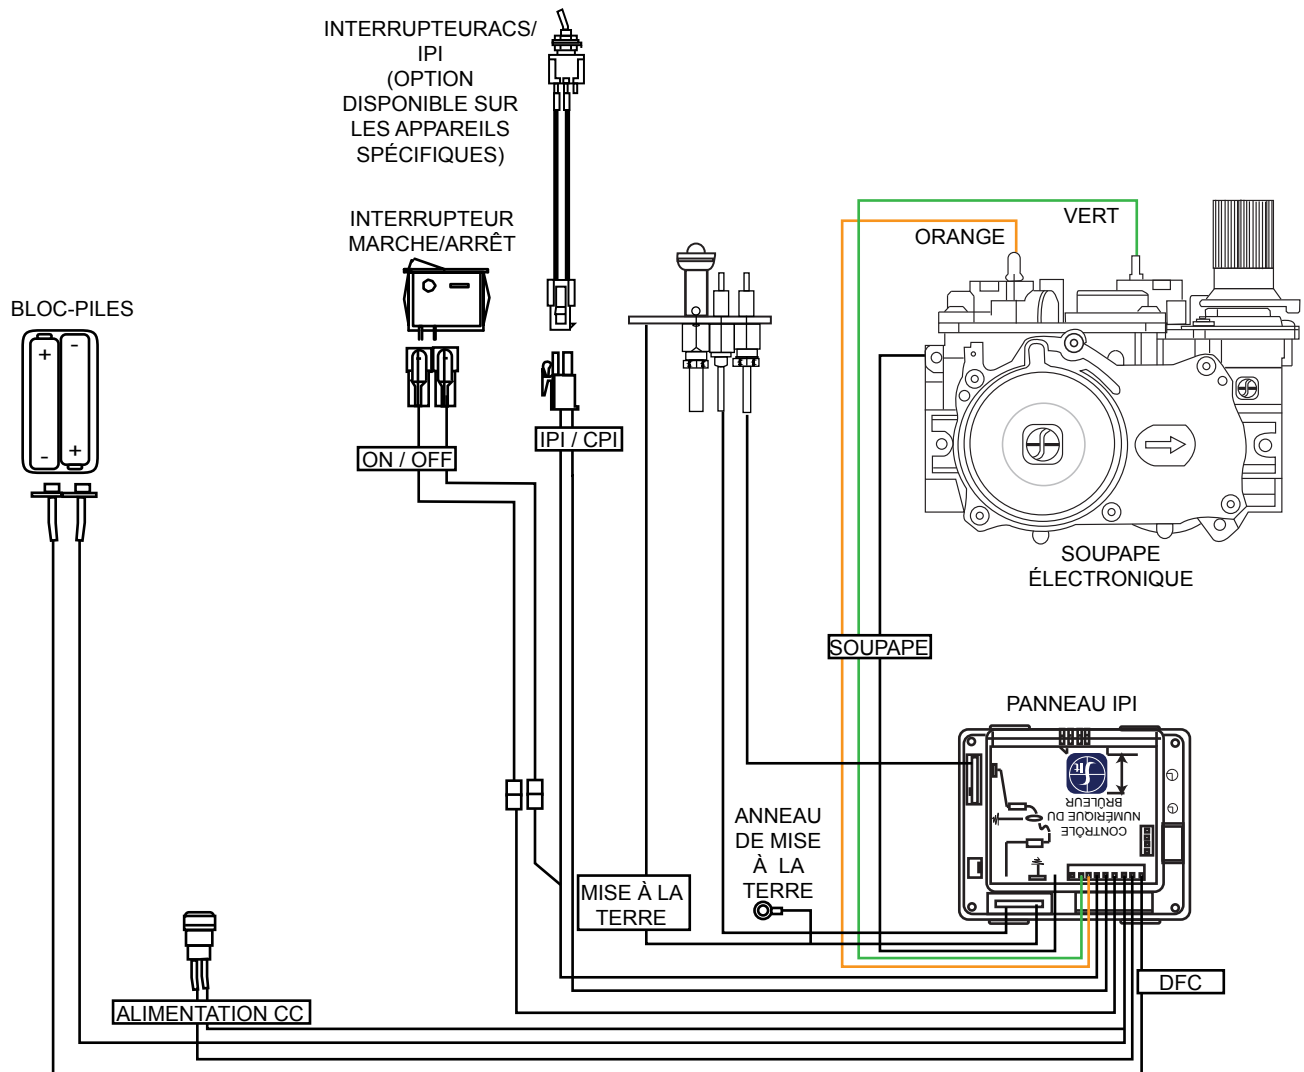 INTERRUPTEURACS/
IPI
(OPTION
DISPONIBLE SUR
LES APPAREILS
SPÉCIFIQUES)
INTERRUPTEUR
MARCHE/ARRÊT
BLOC-PILES
+
-
-
+
ON / OFF
IPI / CPI
VERT
ORANGE
SOUPAPE
ÉLECTRONIQUE
SOUPAPE
PANNEAU IPI
CONTRÔLE
NUMÉRIQUE DU
BRÛLEUR
Sit
ANNEAU
DE MISE
À LA
TERRE
MISE À LA
TERRE
DFC
ALIMENTATION CC